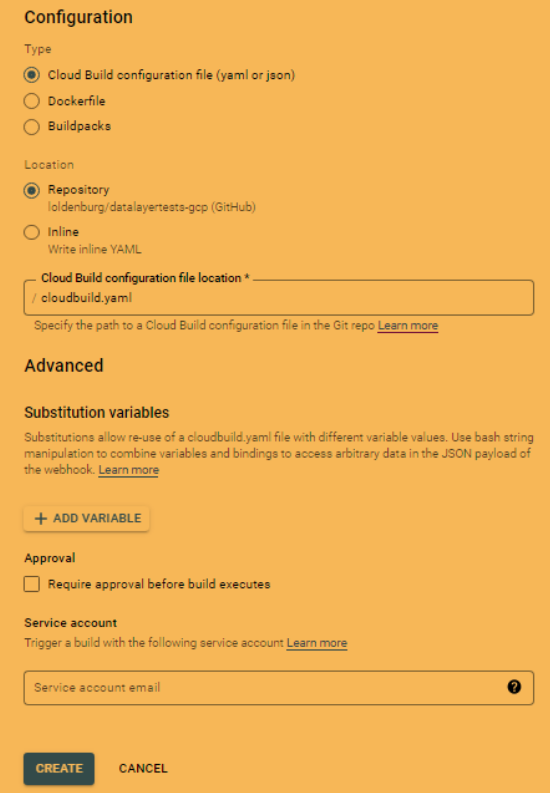 Configuration
Type
Cloud Build configuration file (yaml or json)
Dockerfile
Buildpacks
Location
Repository
loldenburg/datalayertests-gcp (GitHub)
Inline
Write inline YAML
Cloud Build configuration file location *
/ cloudbuild.yaml
Specify the path to a Cloud Build configuration file in the Git repo Learn more
Advanced
Substitution variables
Substitutions allow re-use of a cloudbuild.yaml file with different variable values. Use bash string
manipulation to combine variables and bindings to access arbitrary data in the JSON payload of
the webhook. Learn more
+ ADD VARIABLE
Approval
Require approval before build executes
Service account
Trigger a build with the following service account Learn more
Service account email
?
CREATE CANCEL